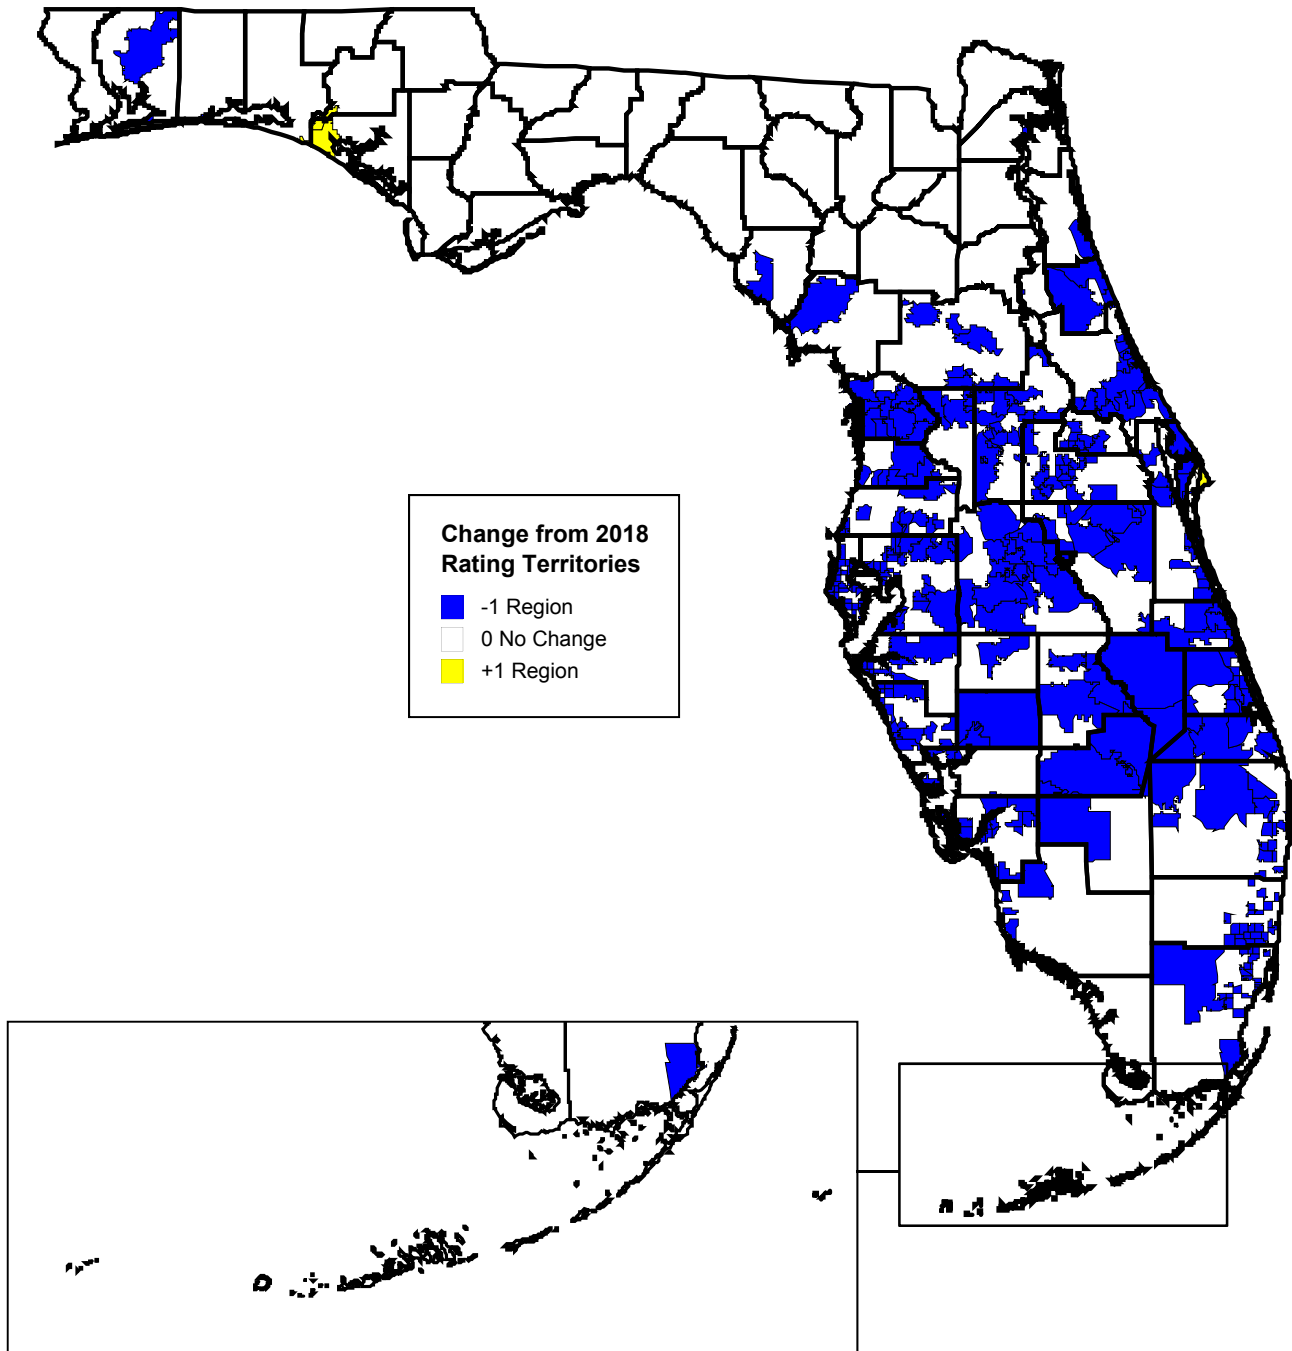 Change from 2018
Rating Territories
-1 Region
0 No Change
+1 Region